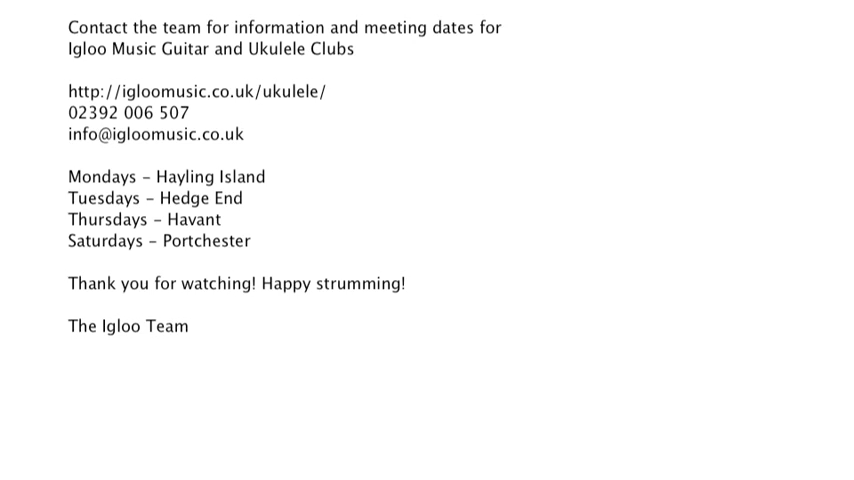 Contact the team for information and meeting dates for
Igloo Music Guitar and Ukulele Clubs
http://igloomusic.co.uk/ukulele/
02392 006 507
info@igloomusic.co.uk
Mondays – Hayling Island
Tuesdays – Hedge End
Thursdays – Havant
Saturdays – Portchester
Thank you for watching! Happy strumming!
The Igloo Team